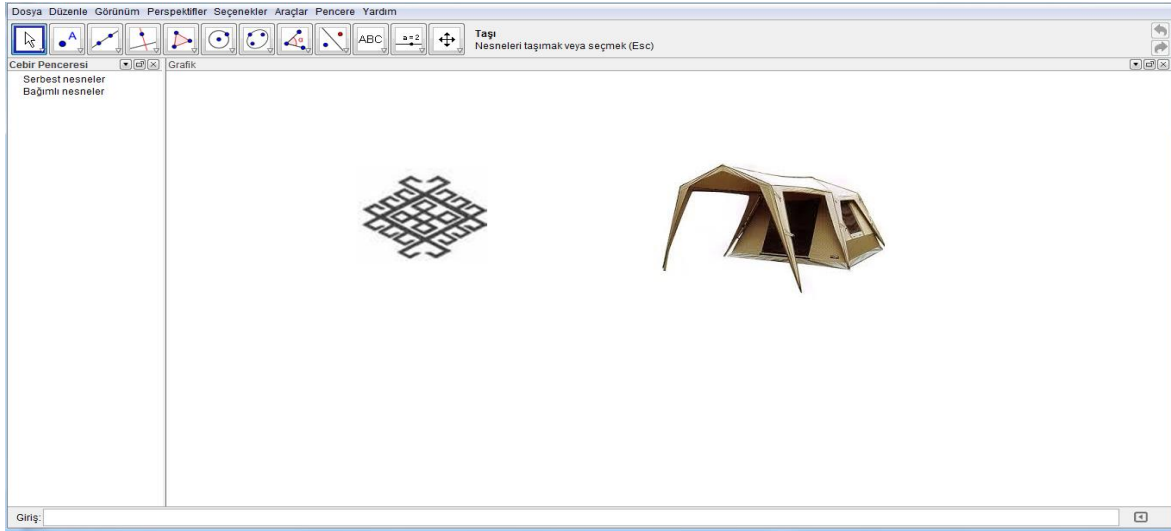 Dosya Düzenle Görünüm Perspektifler Seçenekler Araçlar Pencere Yardım
A
α
ABC
a = 2
Taşı
Nesneleri taşımak veya seçmek (Esc)
Cebir Penceresi
Grafik
Serbest nesneler
Bağımlı nesneler
Giriş: